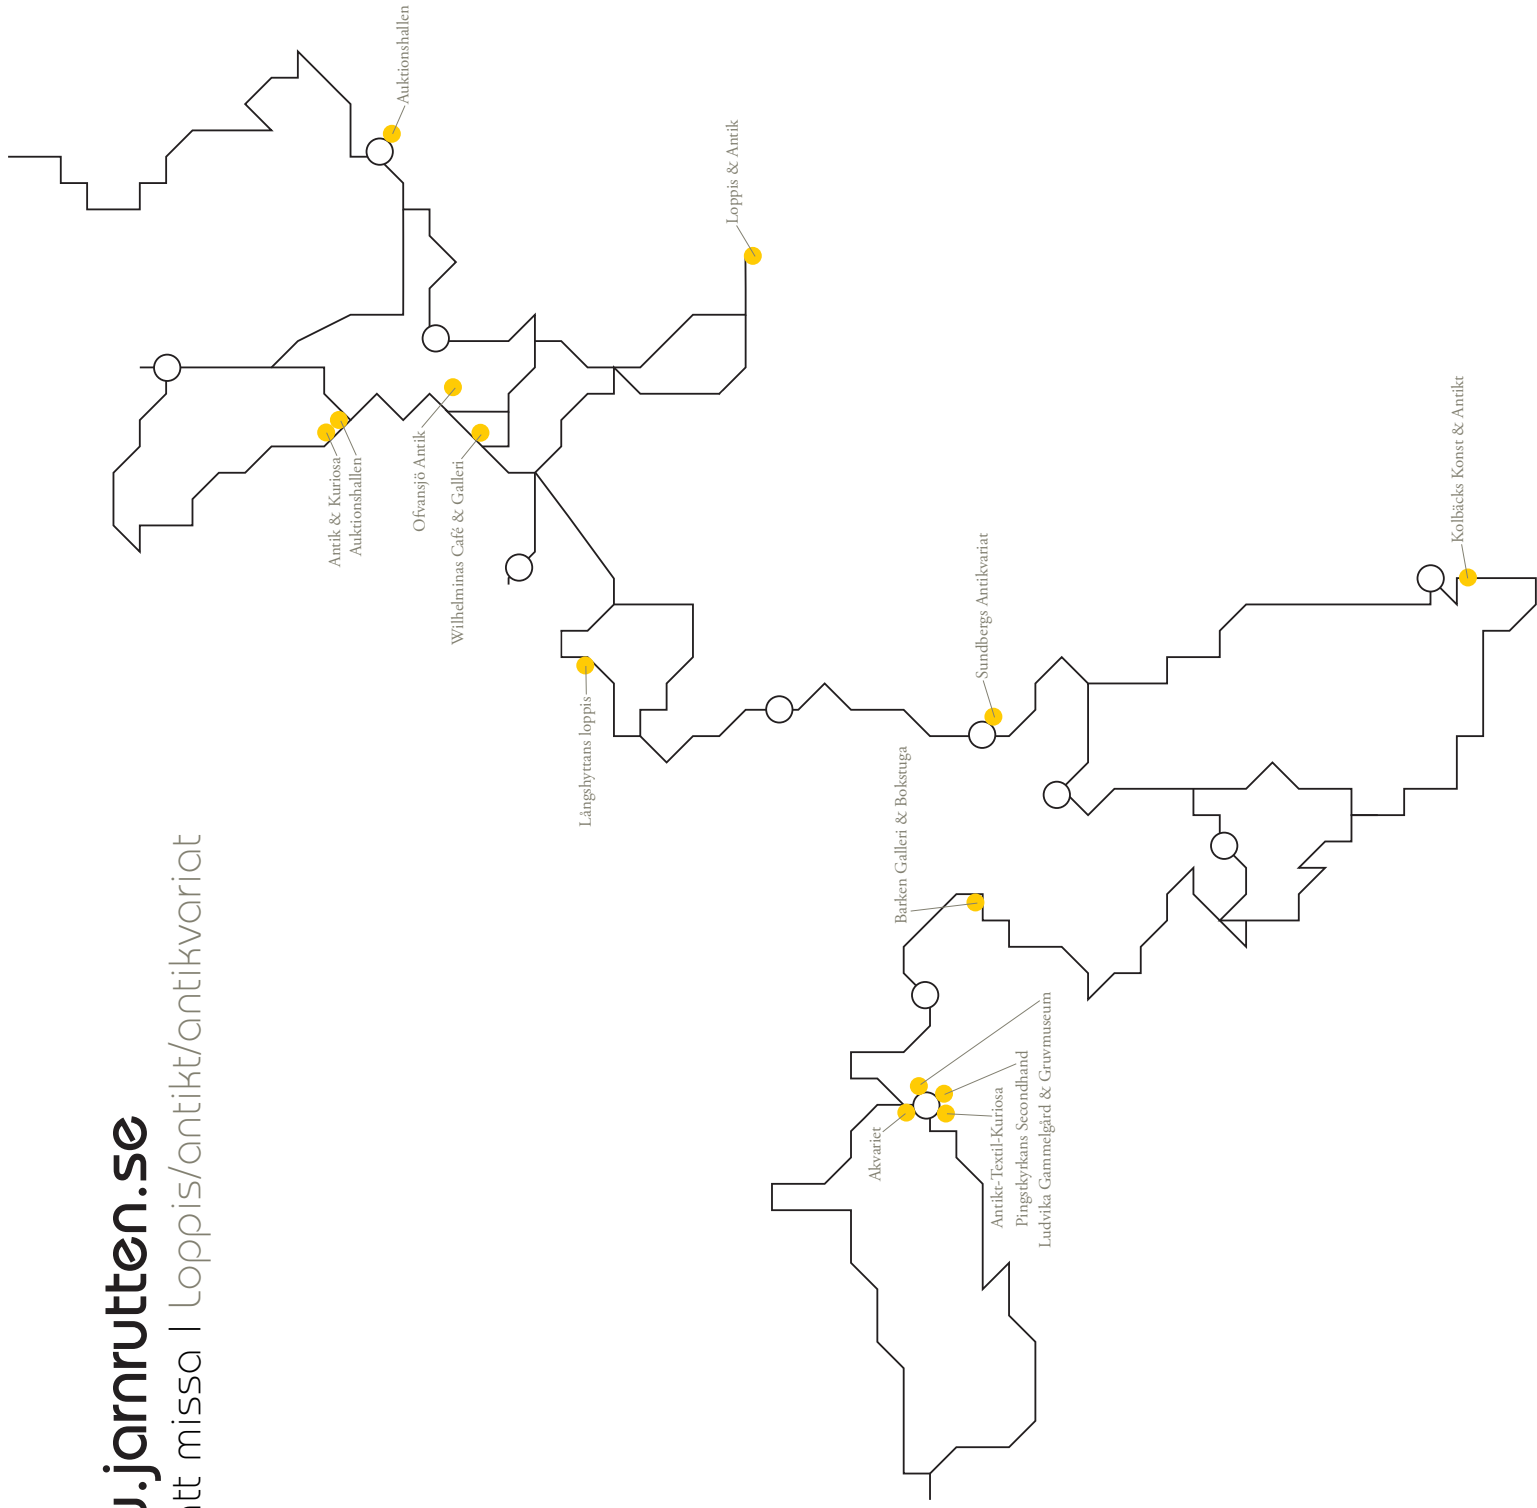 .jarnrutten.se
tt missa | Loppis/antikt/antikvariat
Antik & Kuriosa
Auktionshallen
Auktionshallen
Ofvansjö Antik
Wilhelminas Café & Galleri
Långshyttans loppis
Loppis & Antik
Akvariet
Barken Galleri & Bokstuga
Sundbergs Antikvariat
Antikt-Textil-Kuriosa
Pingstkyrkans Secondhand
Ludvika Gammelgård & Gruvmuseum
Kolbäcks Konst & Antikt